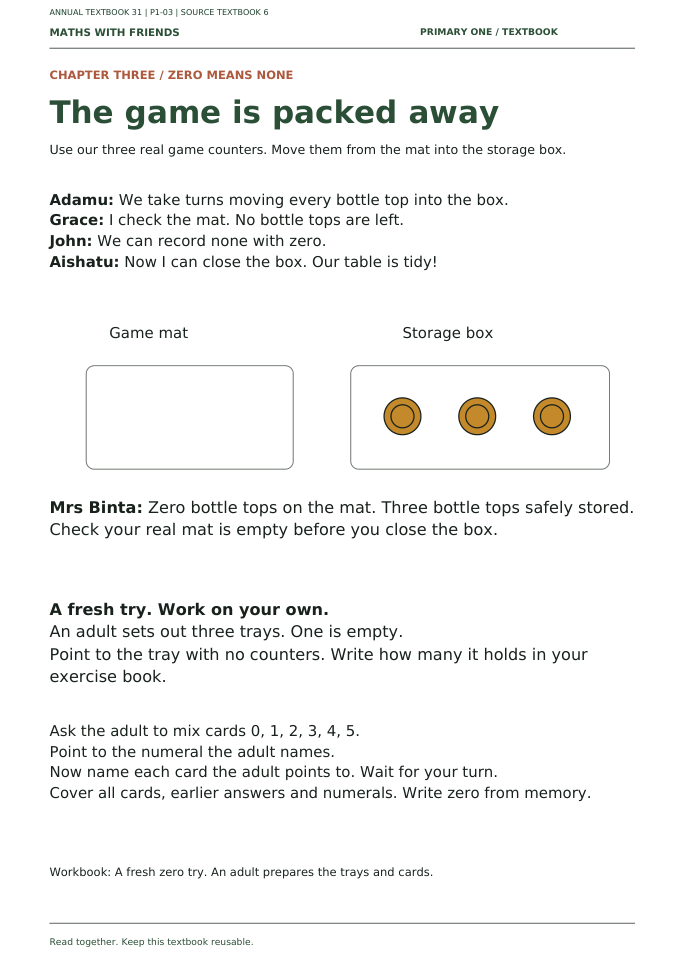 ANNUAL TEXTBOOK 31 | P1-03 | SOURCE TEXTBOOK 6
MATHS WITH FRIENDS
PRIMARY ONE / TEXTBOOK
CHAPTER THREE / ZERO MEANS NONE
The game is packed away
Use our three real game counters. Move them from the mat into the storage box.
Adamu: We take turns moving every bottle top into the box.
Grace: I check the mat. No bottle tops are left.
John: We can record none with zero.
Aishatu: Now I can close the box. Our table is tidy!
Game mat
Storage box
Mrs Binta: Zero bottle tops on the mat. Three bottle tops safely stored.
Check your real mat is empty before you close the box.
A fresh try. Work on your own.
An adult sets out three trays. One is empty.
Point to the tray with no counters. Write how many it holds in your
exercise book.
Ask the adult to mix cards 0, 1, 2, 3, 4, 5.
Point to the numeral the adult names.
Now name each card the adult points to. Wait for your turn.
Cover all cards, earlier answers and numerals. Write zero from memory.
Workbook: A fresh zero try. An adult prepares the trays and cards.
Read together. Keep this textbook reusable.